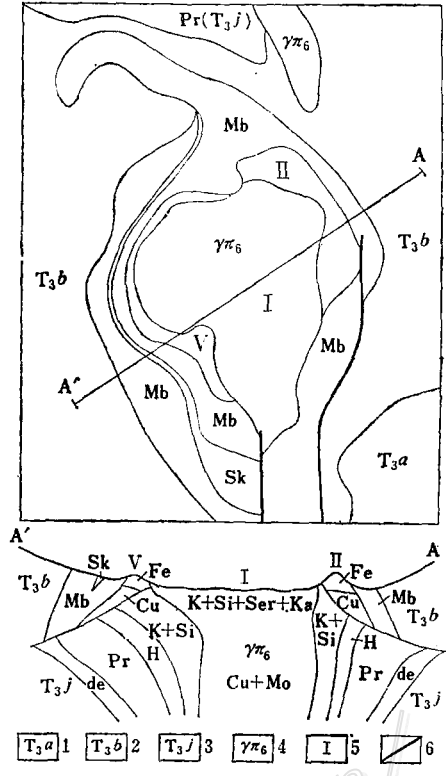 Pr(T₃j) γπ₆
Mb
A
II
γπ₆
T₃b
T₃b
I
V
Mb
A′
Mb
Mb
T₃a
Sk
A′ A
Sk V Fe I II Fe
T₃b Mb Cu K+Si+Ser+Ka Cu Mb T₃b
K+Si K+Si
H γπ₆ H
Pr Pr
T₃j de Cu+Mo de T₃j
T₃a 1 T₃b 2 T₃j 3 γπ₆ 4 I 5 6